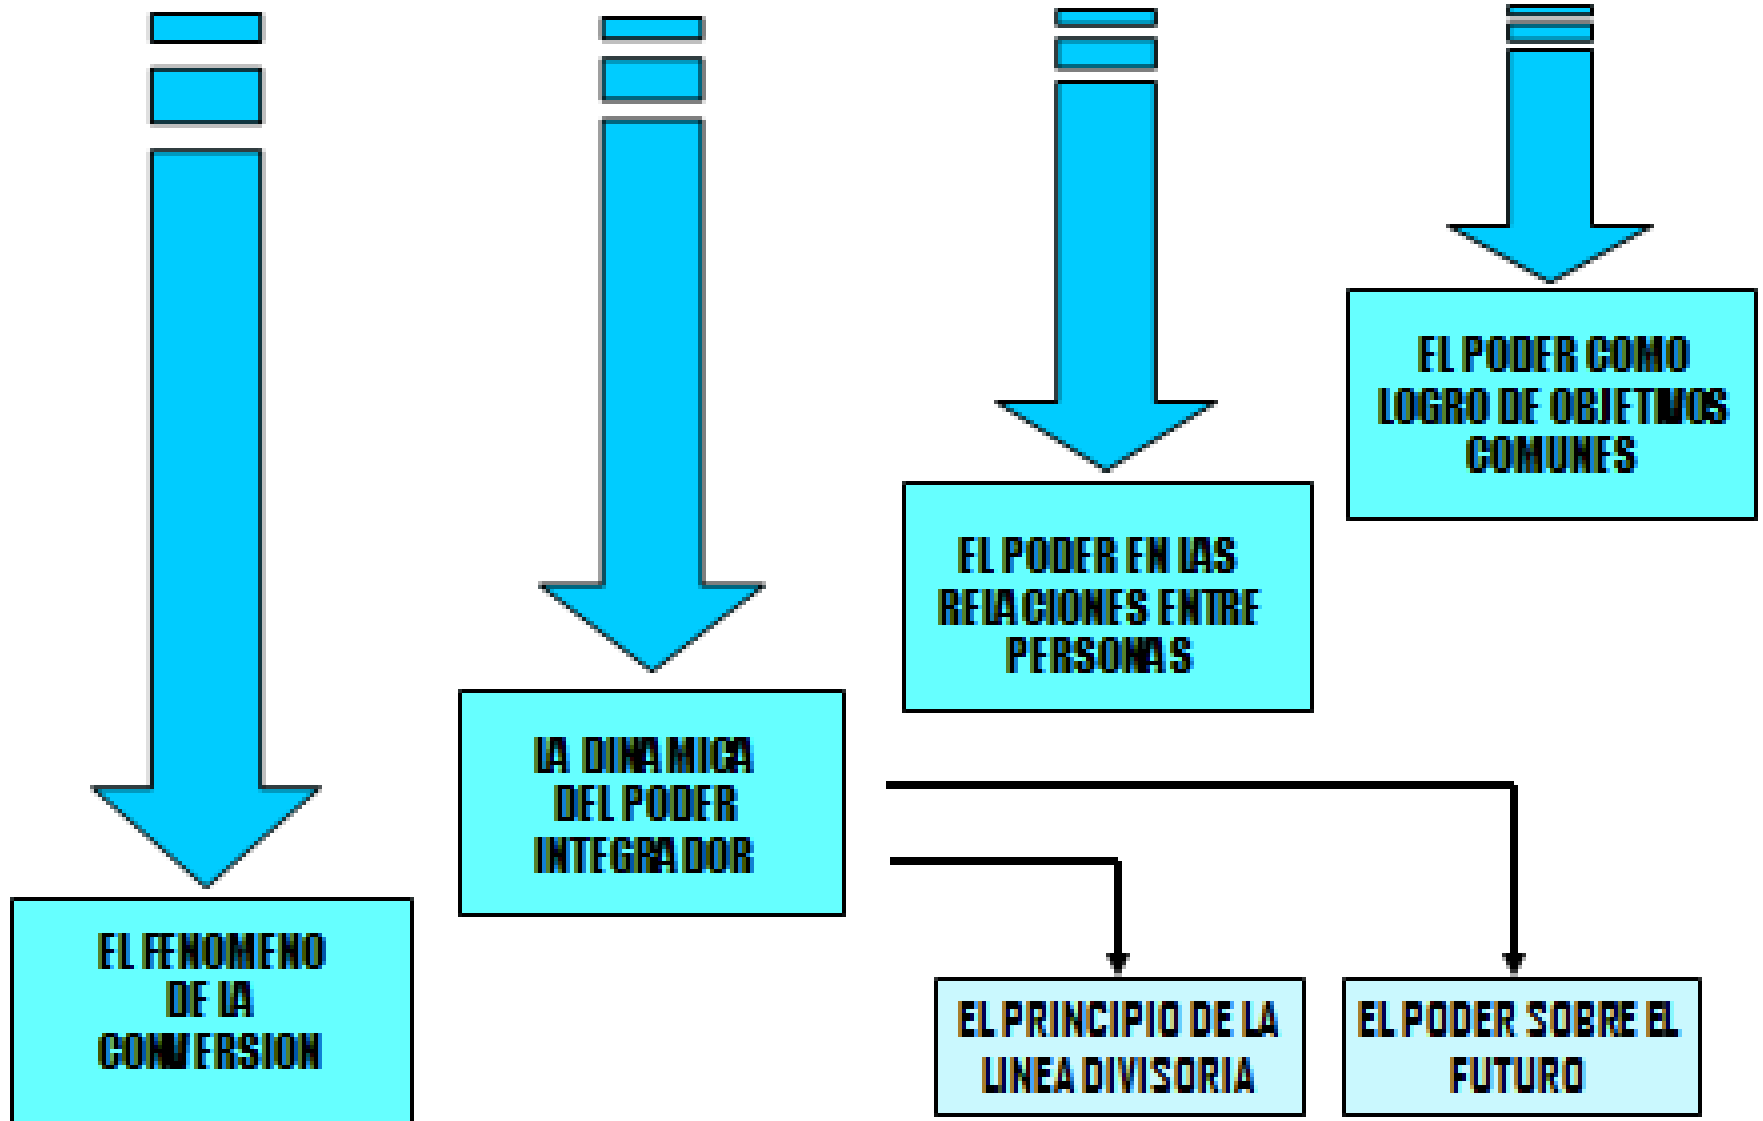 EL PODER COMO
LOGRO DE OBJETIVOS
COMUNES
EL PODER EN LAS
RELACIONES ENTRE
PERSONAS
LA DINAMICA
DEL PODER
INTEGRADOR
EL FENOMENO
DE LA
CONVERSION
EL PRINCIPIO DE LA
LINEA DIVISORIA
EL PODER SOBRE EL
FUTURO